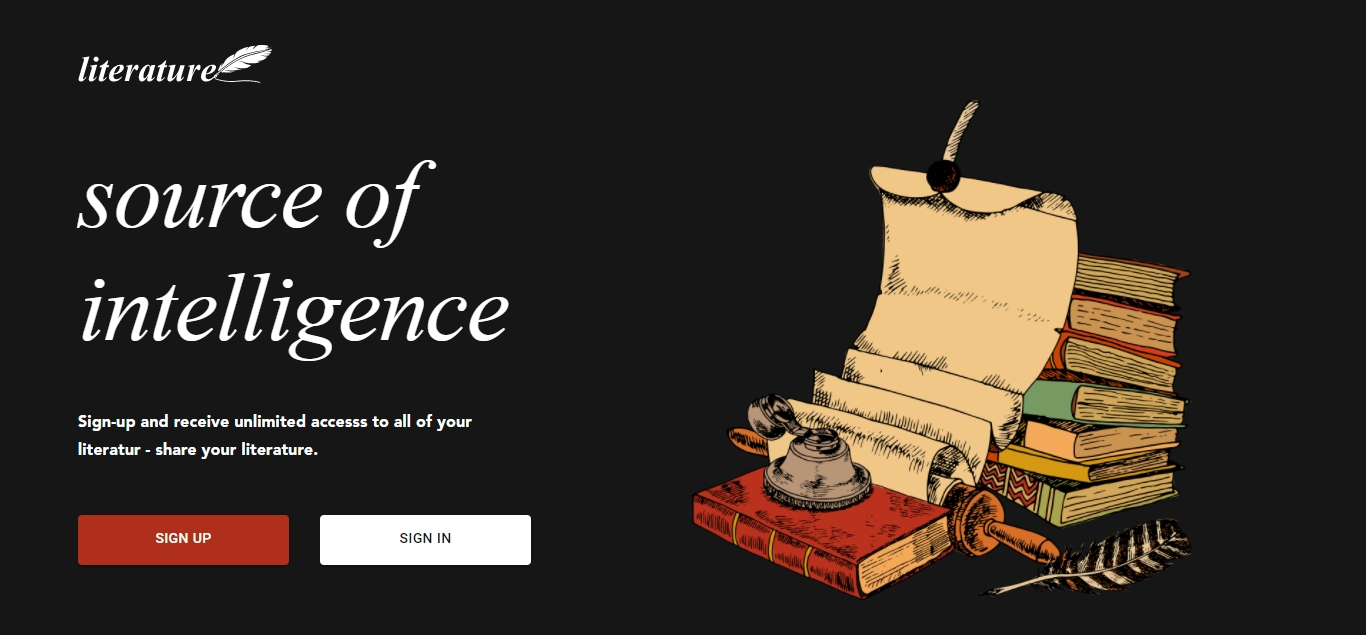 literature
source of
intelligence
Sign-up and receive unlimited accesss to all of your
literatur - share your literature.
SIGN UP
SIGN IN